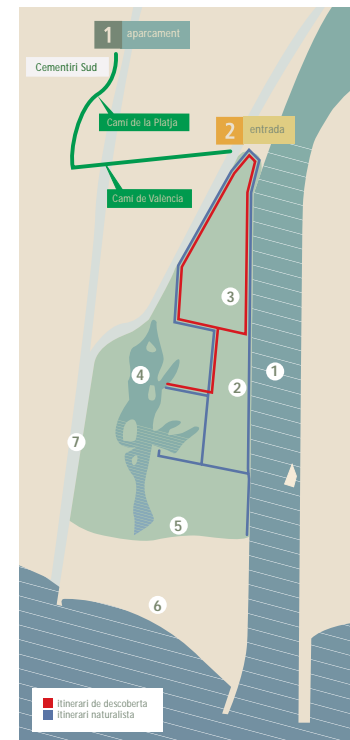 1 aparcament
Cementiri Sud
Camí de la Platja
2 entrada
Camí de València
3
1
4
2
7
5
6
itinerari de descoberta
itinerari naturalista